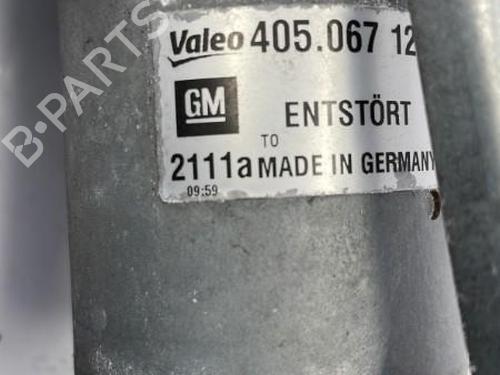 Valeo 405.067 12
GM ENTSTÖRT
TO
2111a MADE IN GERMANY
09:59
B-PARTS